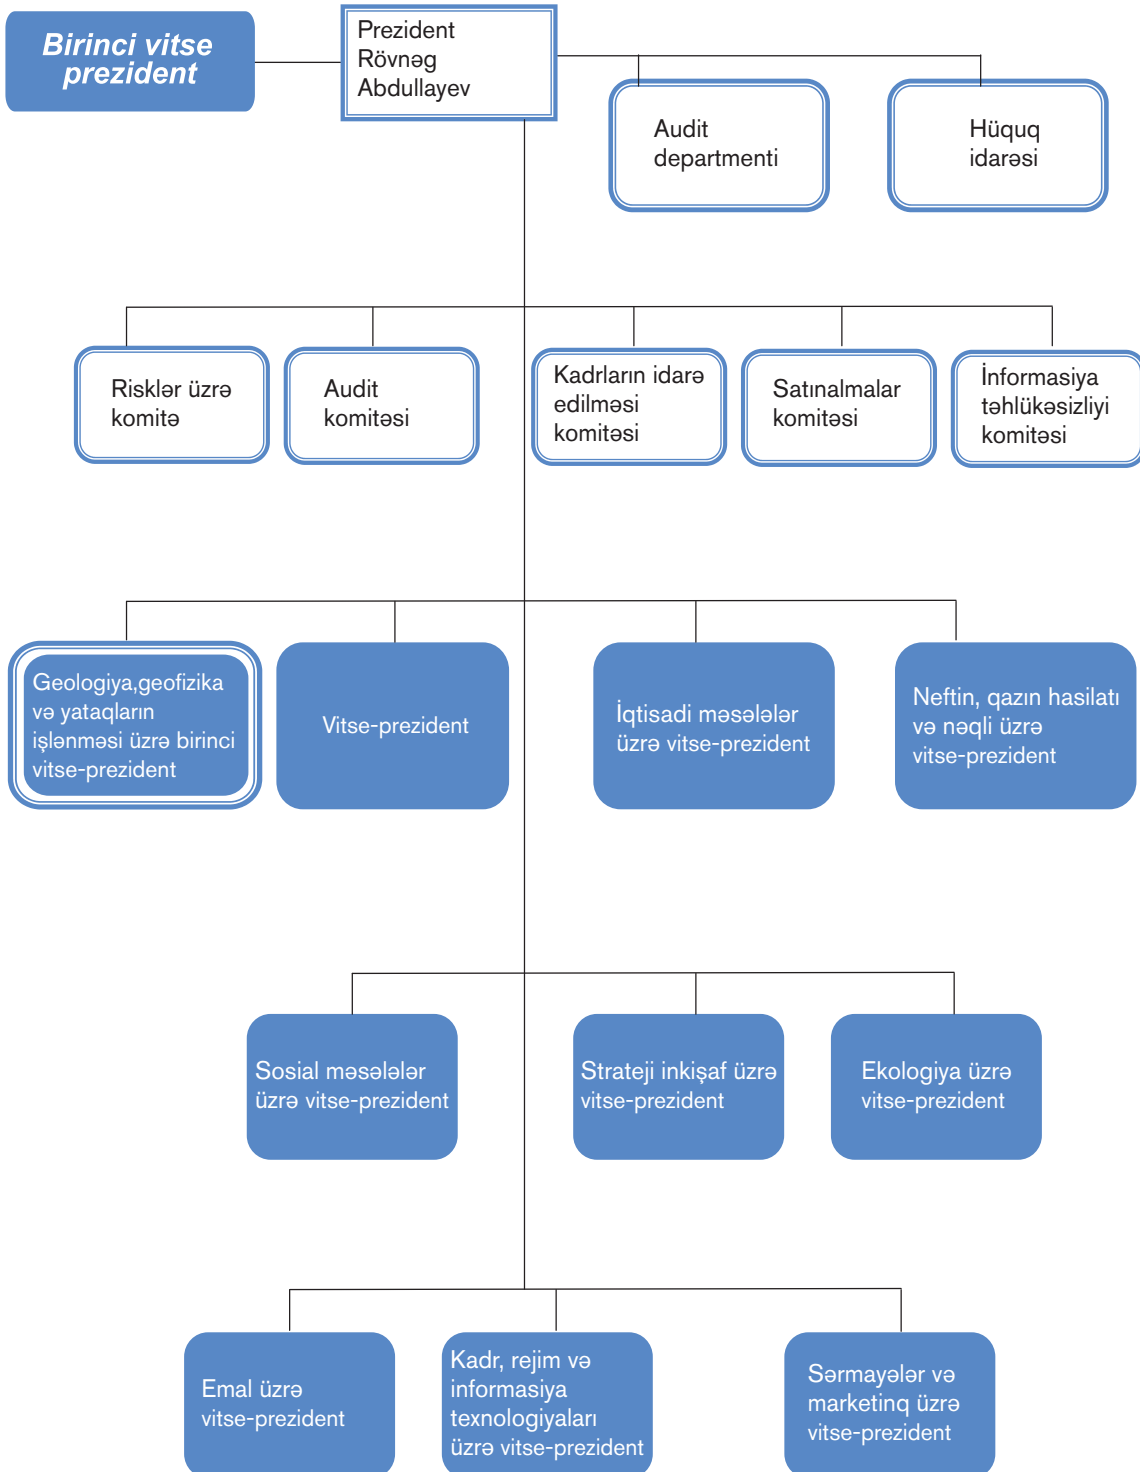 Birinci vitse
prezident
Prezident
Rövnəg
Abdullayev
Audit
departmenti
Hüquq
idarəsi
Risklər üzrə
komitə
Audit
komitəsi
Kadrların idarə
edilməsi
komitəsi
Satınalmalar
komitəsi
İnformasiya
təhlükəsizliyi
komitəsi
Geologiya,geofizika
və yataqların
işlənməsi üzrə birinci
vitse-prezident
Vitse-prezident
İqtisadi məsələlər
üzrə vitse-prezident
Neftin, qazın hasilatı
və nəqli üzrə
vitse-prezident
Sosial məsələlər
üzrə vitse-prezident
Strateji inkişaf üzrə
vitse-prezident
Ekologiya üzrə
vitse-prezident
Emal üzrə
vitse-prezident
Kadr, rejim və
informasiya
texnologiyaları
üzrə vitse-prezident
Sərmayələr və
marketinq üzrə
vitse-prezident